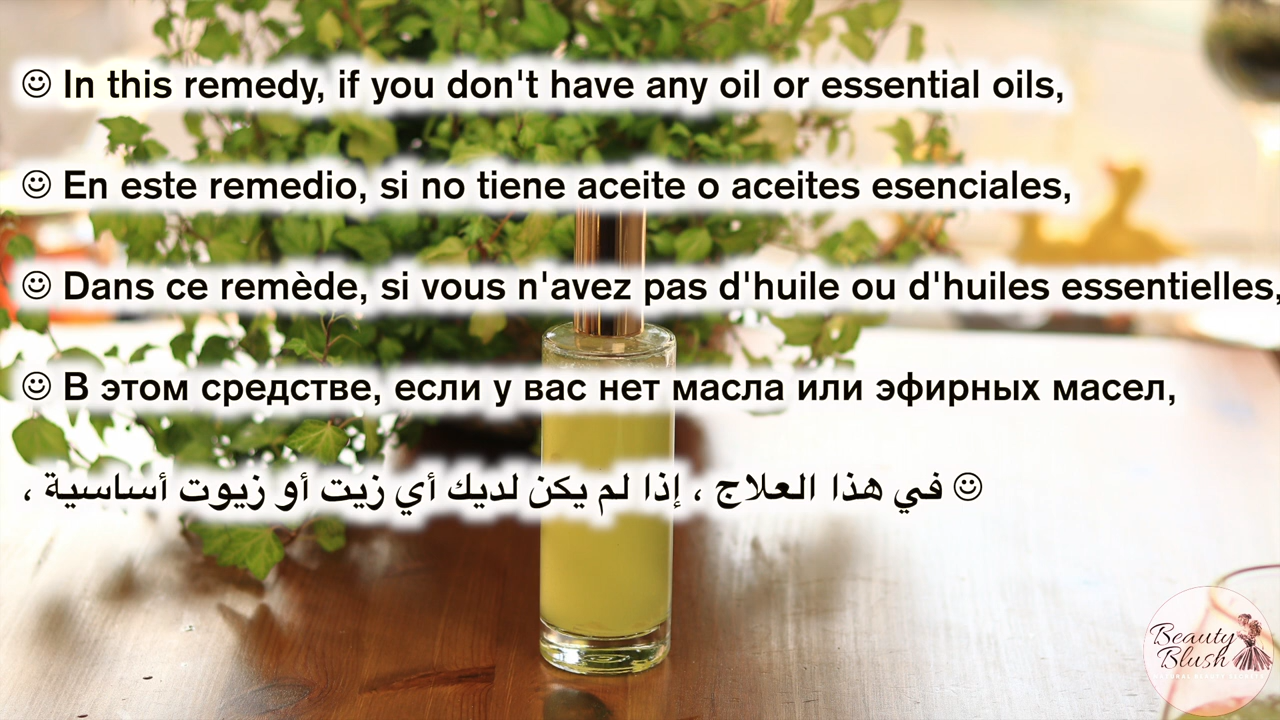 ☺ In this remedy, if you don't have any oil or essential oils,
☺ En este remedio, si no tiene aceite o aceites esenciales,
☺ Dans ce remède, si vous n'avez pas d'huile ou d'huiles essentielles,
☺ В этом средстве, если у вас нет масла или эфирных масел,
☺ في هذا العلاج ، إذا لم يكن لديك أي زيت أو زيوت أساسية ،
Beauty
Blush